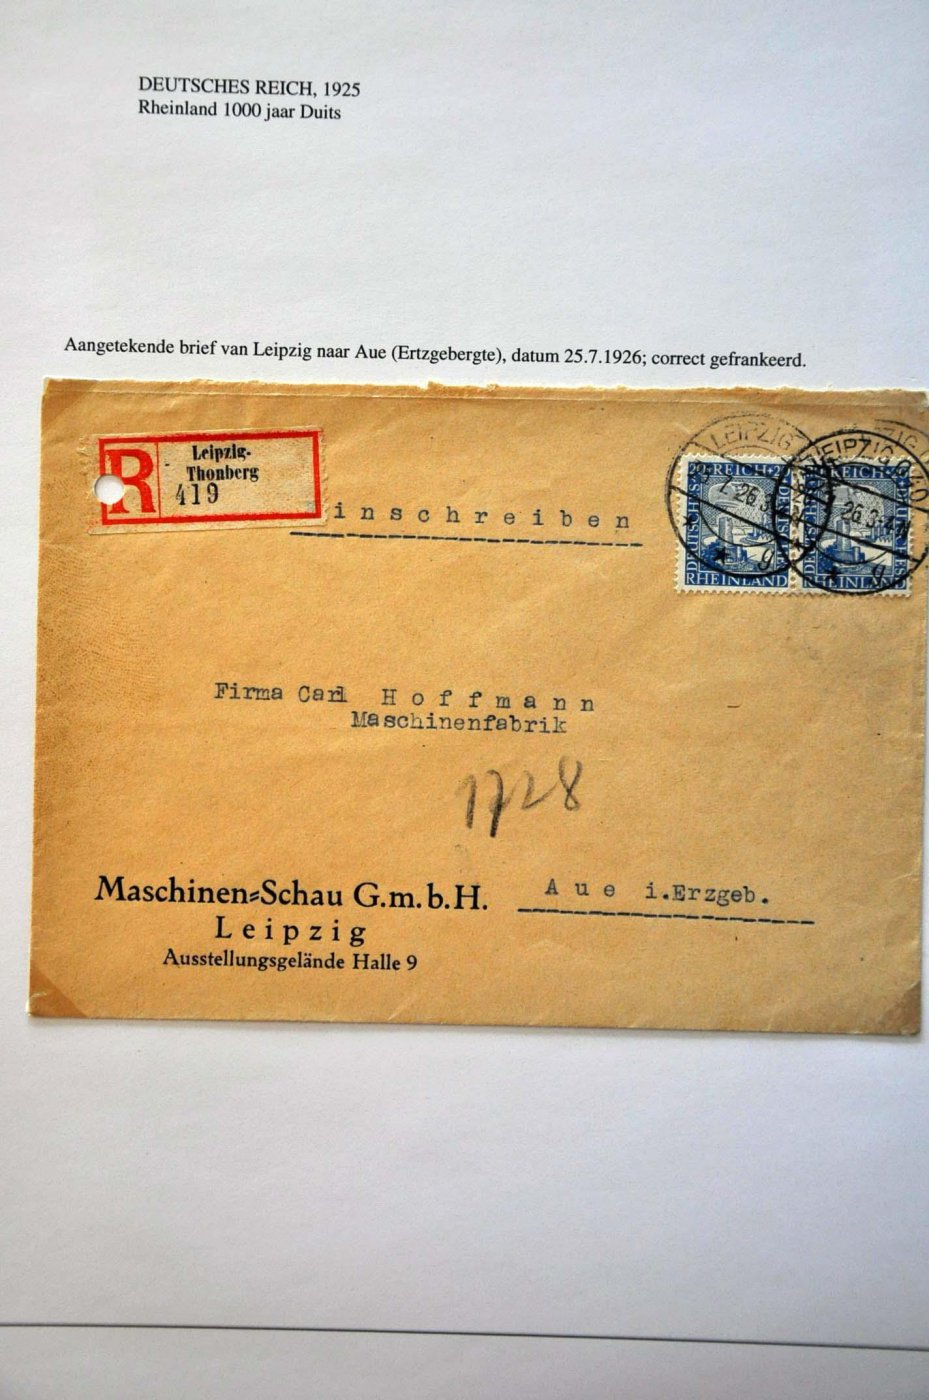 DEUTSCHES REICH, 1925
Rheinland 1000 jaar Duits
Aangetekende brief van Leipzig naar Aue (Ertzgebergte), datum 25.7.1926; correct gefrankeerd.
R
Leipzig-
Thonberg
419
inschreiben
LEIPZIG
LEIPZIG
REICH
RHEINLAND
REICH
RHEINLAND
Firma Carl Hoffmann
Maschinenfabrik
1728
Maschinen=Schau G.m.b.H.
Leipzig
Ausstellungsgelände Halle 9
Aue i.Erzgeb.